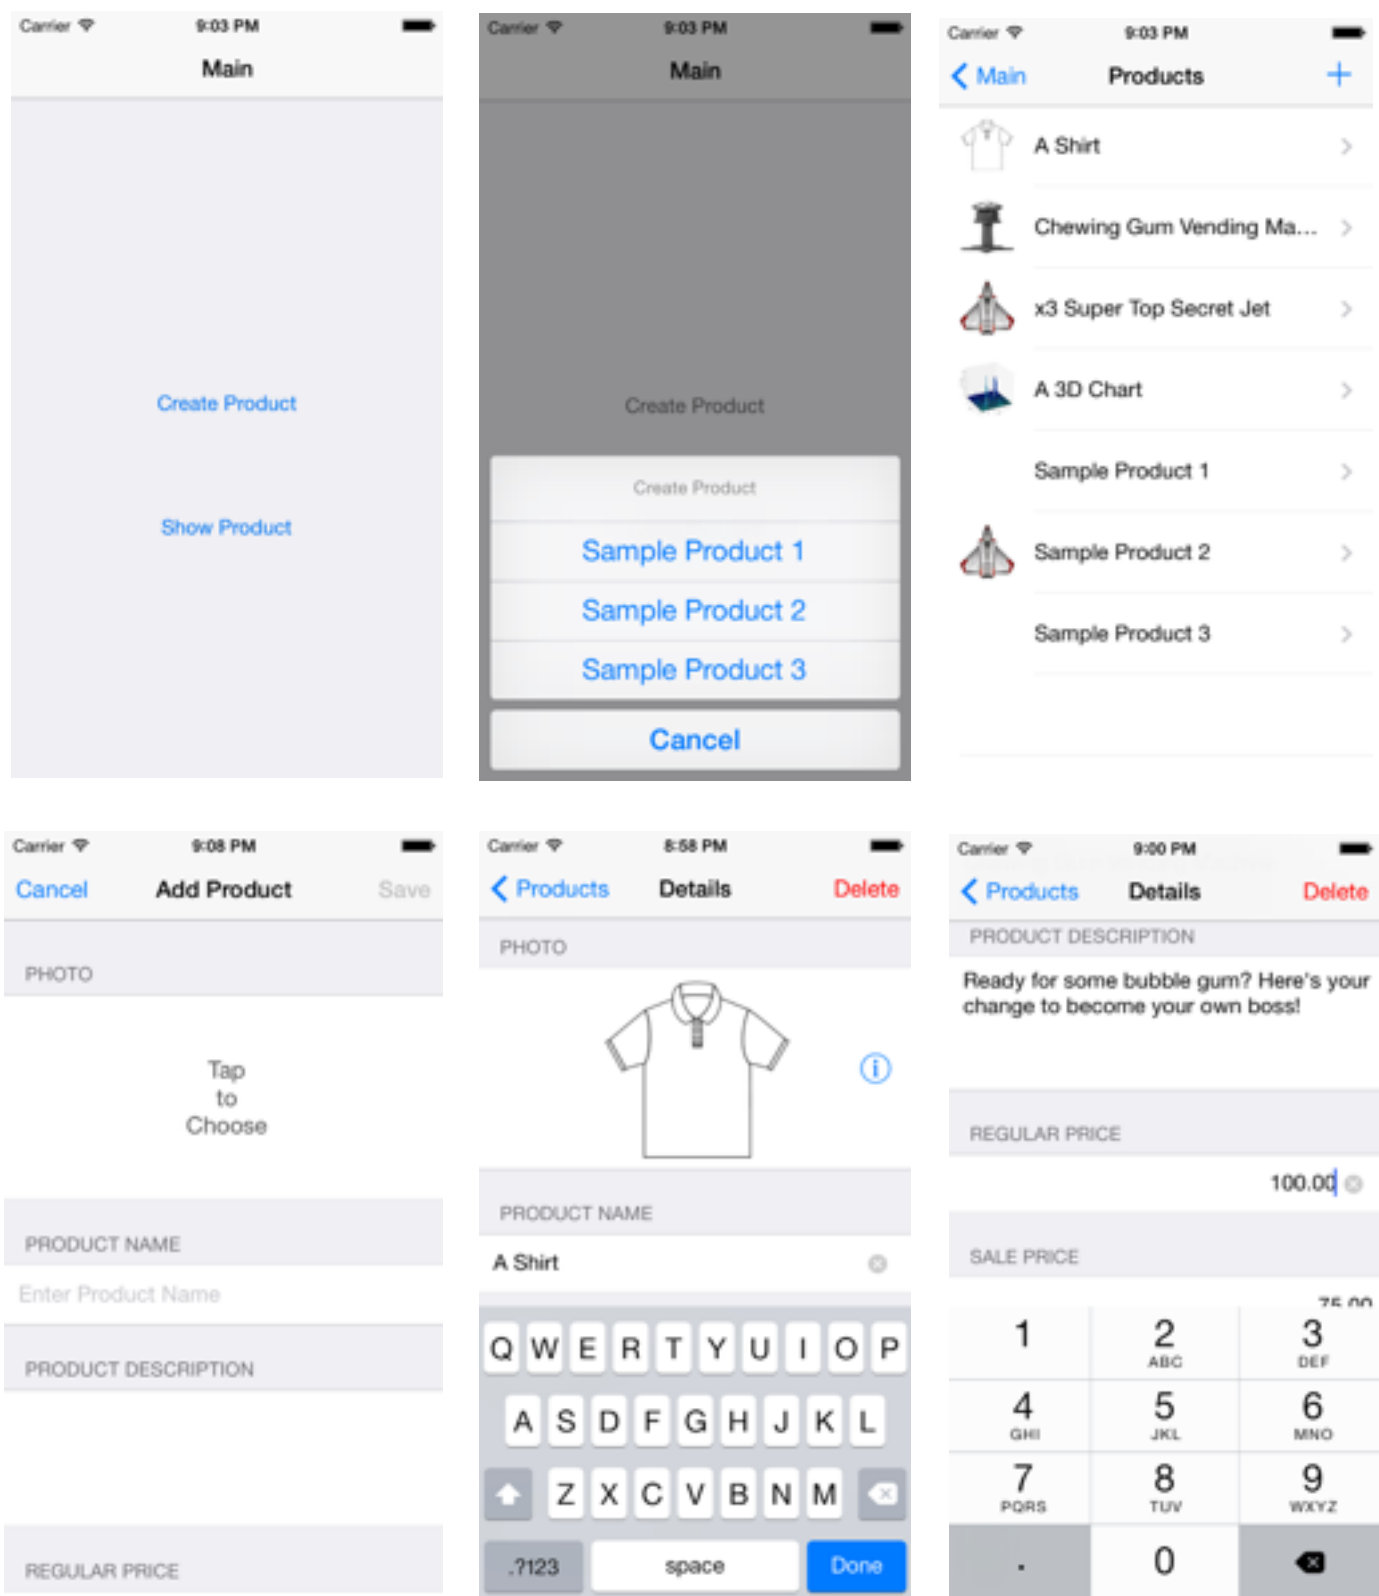 Carrier 9:03 PM
Main
Create Product
Show Product
Carrier 9:03 PM
Main
Create Product
Create Product
Sample Product 1
Sample Product 2
Sample Product 3
Cancel
Carrier 9:03 PM
Main Products +
A Shirt
Chewing Gum Vending Ma...
x3 Super Top Secret Jet
A 3D Chart
Sample Product 1
Sample Product 2
Sample Product 3
Carrier 9:08 PM
Cancel Add Product Save
PHOTO
Tap
to
Choose
PRODUCT NAME
Enter Product Name
PRODUCT DESCRIPTION
REGULAR PRICE
Carrier 8:58 PM
Products Details Delete
PHOTO
PRODUCT NAME
A Shirt
Q W E R T Y U I O P
A S D F G H J K L
Z X C V B N M
.?123 space Done
Carrier 9:00 PM
Products Details Delete
PRODUCT DESCRIPTION
Ready for some bubble gum? Here's your
change to become your own boss!
REGULAR PRICE
100.00
SALE PRICE
75.00
1 2 3
ABC DEF
4 5 6
GHI JKL MNO
7 8 9
PQRS TUV WXYZ
. 0